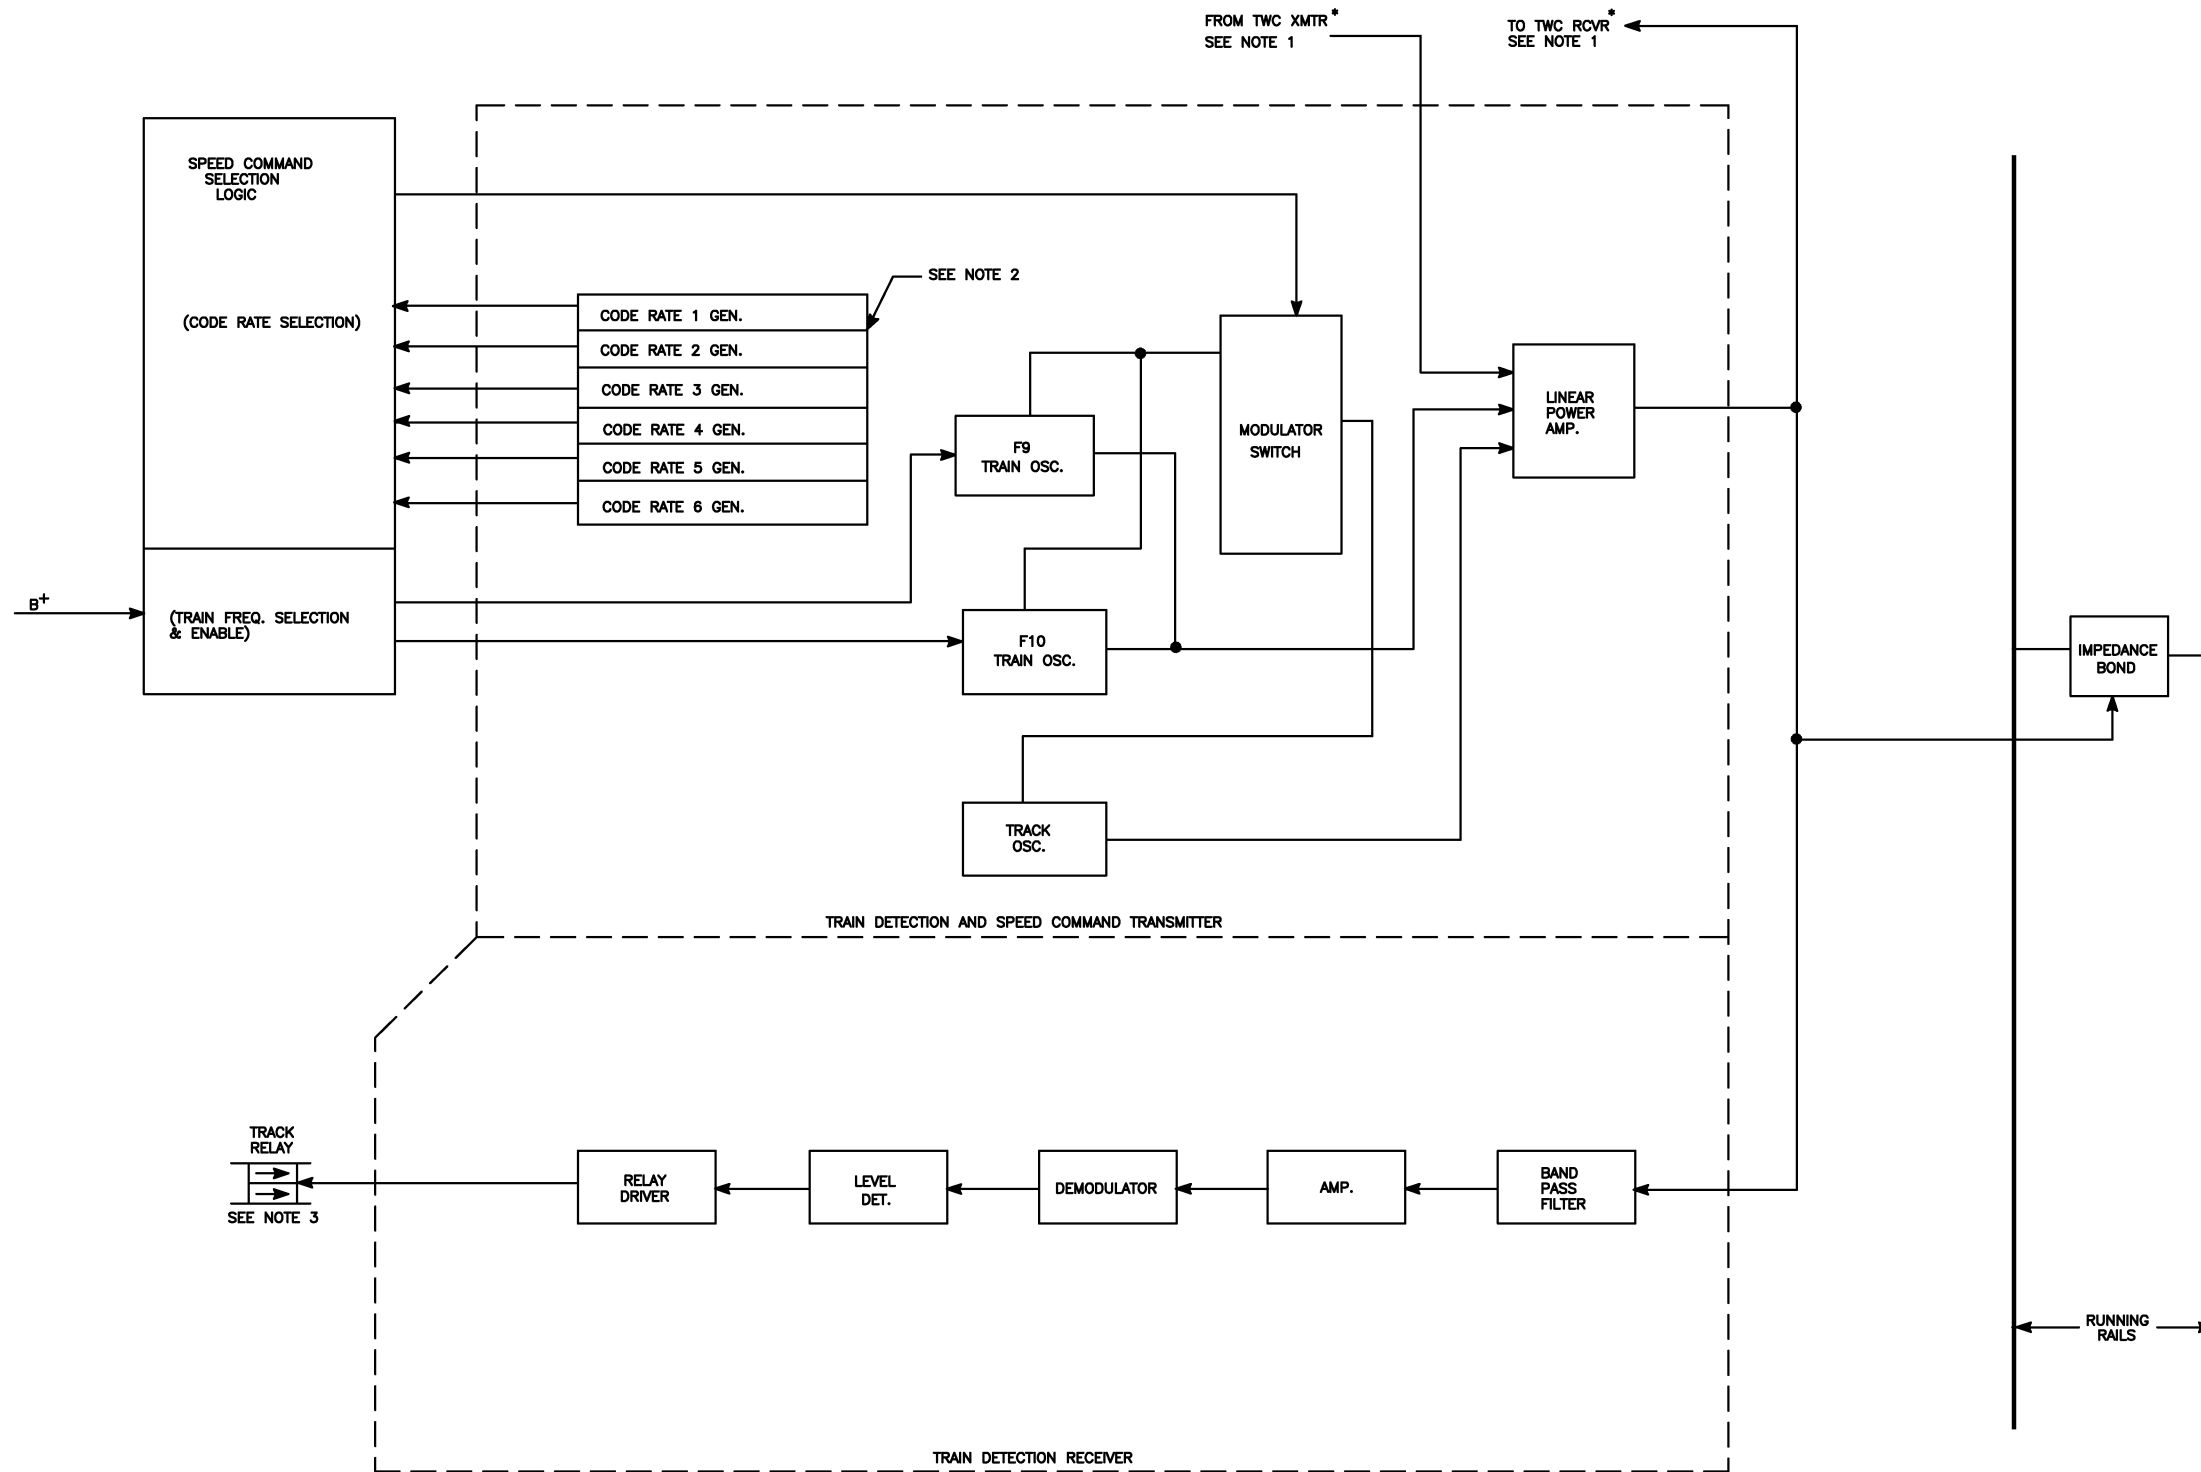 FROM TWC XMTR*
SEE NOTE 1
TO TWC RCVR*
SEE NOTE 1
SPEED COMMAND
SELECTION
LOGIC
(CODE RATE SELECTION)
SEE NOTE 2
CODE RATE 1 GEN.
CODE RATE 2 GEN.
CODE RATE 3 GEN.
CODE RATE 4 GEN.
CODE RATE 5 GEN.
CODE RATE 6 GEN.
F9
TRAIN OSC.
MODULATOR
SWITCH
LINEAR
POWER
AMP.
B+
(TRAIN FREQ. SELECTION
& ENABLE)
F10
TRAIN OSC.
IMPEDANCE
BOND
TRACK
OSC.
TRAIN DETECTION AND SPEED COMMAND TRANSMITTER
TRACK
RELAY
SEE NOTE 3
RELAY
DRIVER
LEVEL
DET.
DEMODULATOR
AMP.
BAND
PASS
FILTER
RUNNING
RAILS
TRAIN DETECTION RECEIVER